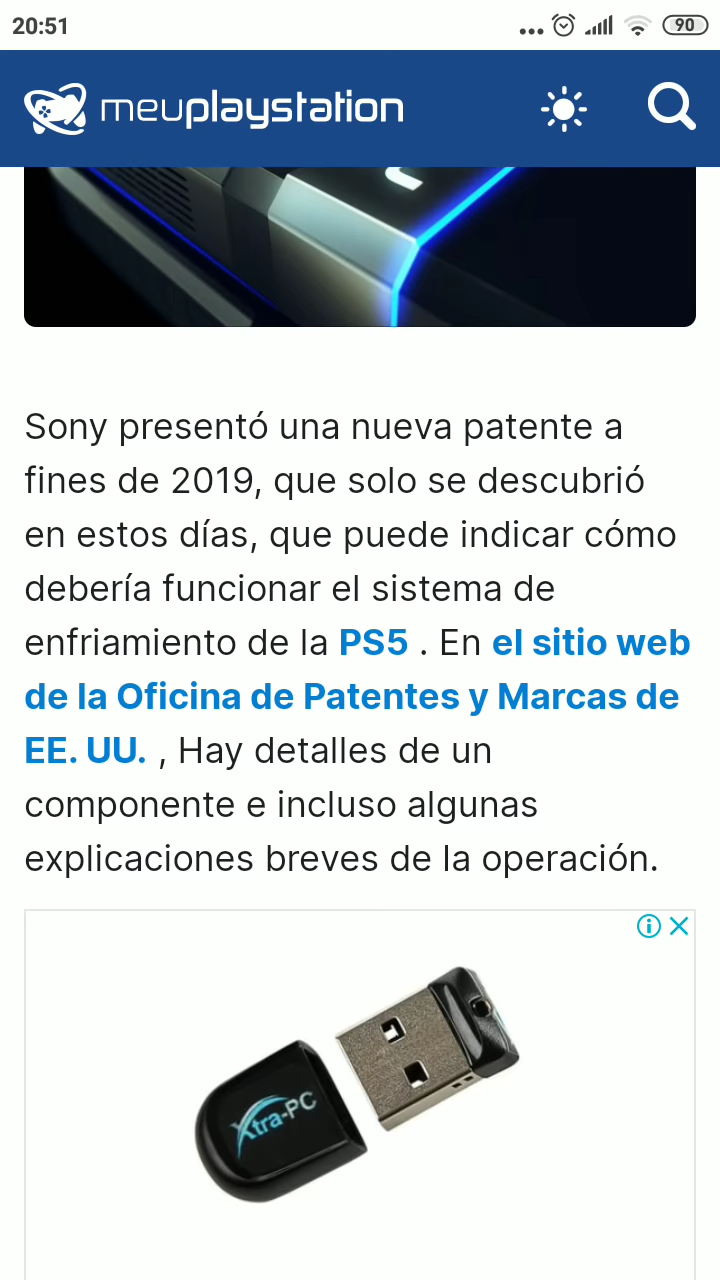 20:51
90
meuplaystation
Sony presentó una nueva patente a
fines de 2019, que solo se descubrió
en estos días, que puede indicar cómo
debería funcionar el sistema de
enfriamiento de la PS5 . En el sitio web
de la Oficina de Patentes y Marcas de
EE. UU. , Hay detalles de un
componente e incluso algunas
explicaciones breves de la operación.
Xtra-PC